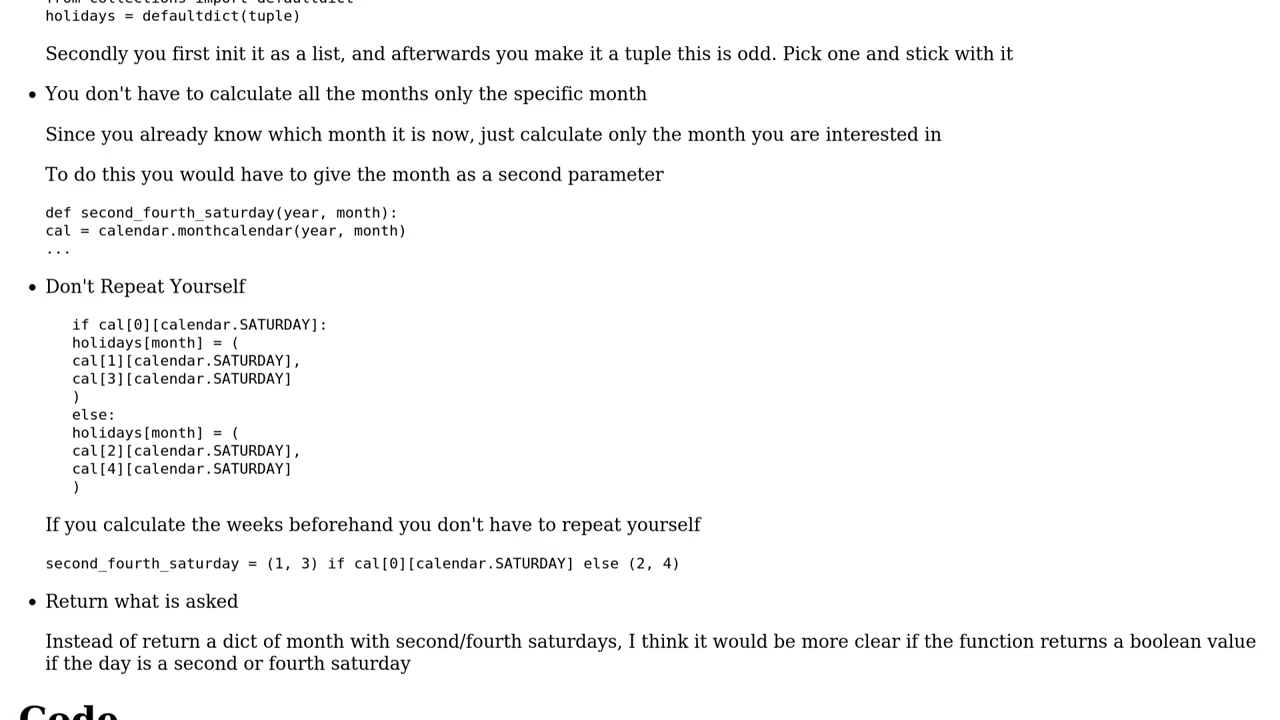 from collections import defaultdict
holidays = defaultdict(tuple)
Secondly you first init it as a list, and afterwards you make it a tuple this is odd. Pick one and stick with it
• You don't have to calculate all the months only the specific month
Since you already know which month it is now, just calculate only the month you are interested in
To do this you would have to give the month as a second parameter
def second_fourth_saturday(year, month):
cal = calendar.monthcalendar(year, month)
...
• Don't Repeat Yourself
if cal[0][calendar.SATURDAY]:
holidays[month] = (
cal[1][calendar.SATURDAY],
cal[3][calendar.SATURDAY]
)
else:
holidays[month] = (
cal[2][calendar.SATURDAY],
cal[4][calendar.SATURDAY]
)
If you calculate the weeks beforehand you don't have to repeat yourself
second_fourth_saturday = (1, 3) if cal[0][calendar.SATURDAY] else (2, 4)
• Return what is asked
Instead of return a dict of month with second/fourth saturdays, I think it would be more clear if the function returns a boolean value
if the day is a second or fourth saturday
Code